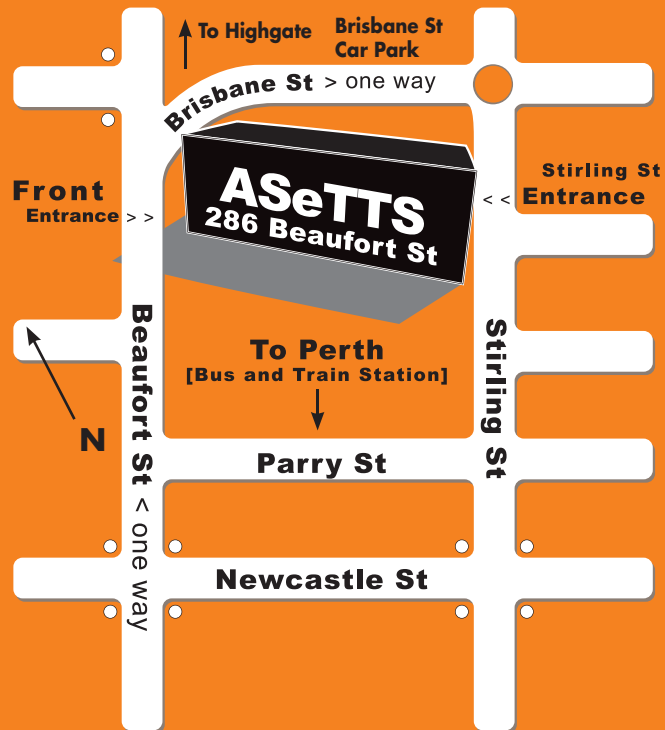 To Highgate
Brisbane St
Car Park
Brisbane St > one way
Front
Entrance > >
ASeTTS
286 Beaufort St
Stirling St
< < Entrance
Beaufort St < one way
Stirling St
To Perth
[Bus and Train Station]
N
Parry St
Newcastle St